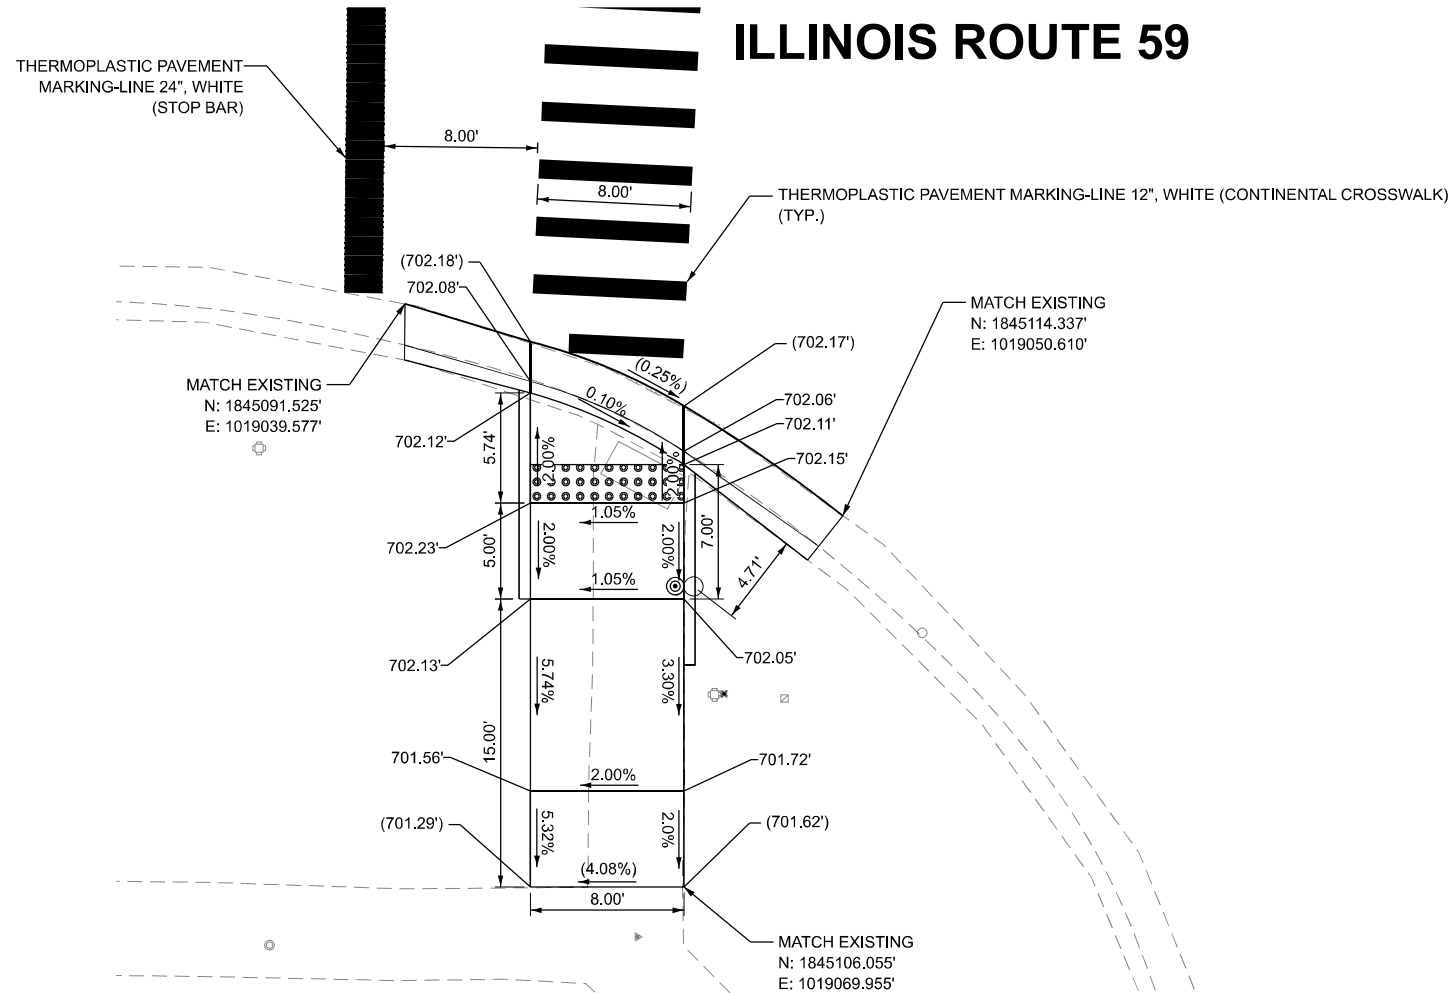 ILLINOIS ROUTE 59
THERMOPLASTIC PAVEMENT
MARKING-LINE 24", WHITE
(STOP BAR)
8.00'
8.00'
THERMOPLASTIC PAVEMENT MARKING-LINE 12", WHITE (CONTINENTAL CROSSWALK)
(TYP.)
(702.18')
702.08'
MATCH EXISTING
N: 1845114.337'
E: 1019050.610'
(702.17')
(0.25%)
MATCH EXISTING
N: 1845091.525'
E: 1019039.577'
0.10%
702.06'
702.11'
702.12'
5.74'
2.00%
2.00%
702.15'
1.05%
702.23'
5.00'
2.00%
2.00%
7.00'
4.71'
1.05%
702.13'
702.05'
5.74%
3.30%
15.00'
701.56'
701.72'
2.00%
(701.29')
5.32%
2.0%
(701.62')
(4.08%)
8.00'
MATCH EXISTING
N: 1845106.055'
E: 1019069.955'